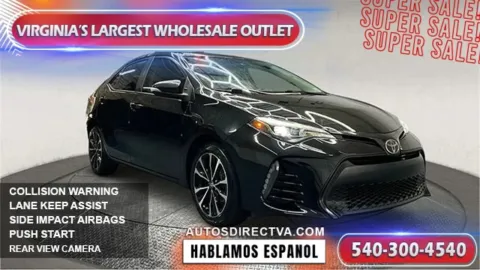 VIRGINIA'S LARGEST WHOLESALE OUTLET
SUPER SALE!
SUPER SALE!
SUPER SALE!
COLLISION WARNING
LANE KEEP ASSIST
SIDE IMPACT AIRBAGS
PUSH START
REAR VIEW CAMERA
AUTOSDIRECTVA.COM
HABLAMOS ESPANOL
540-300-4540